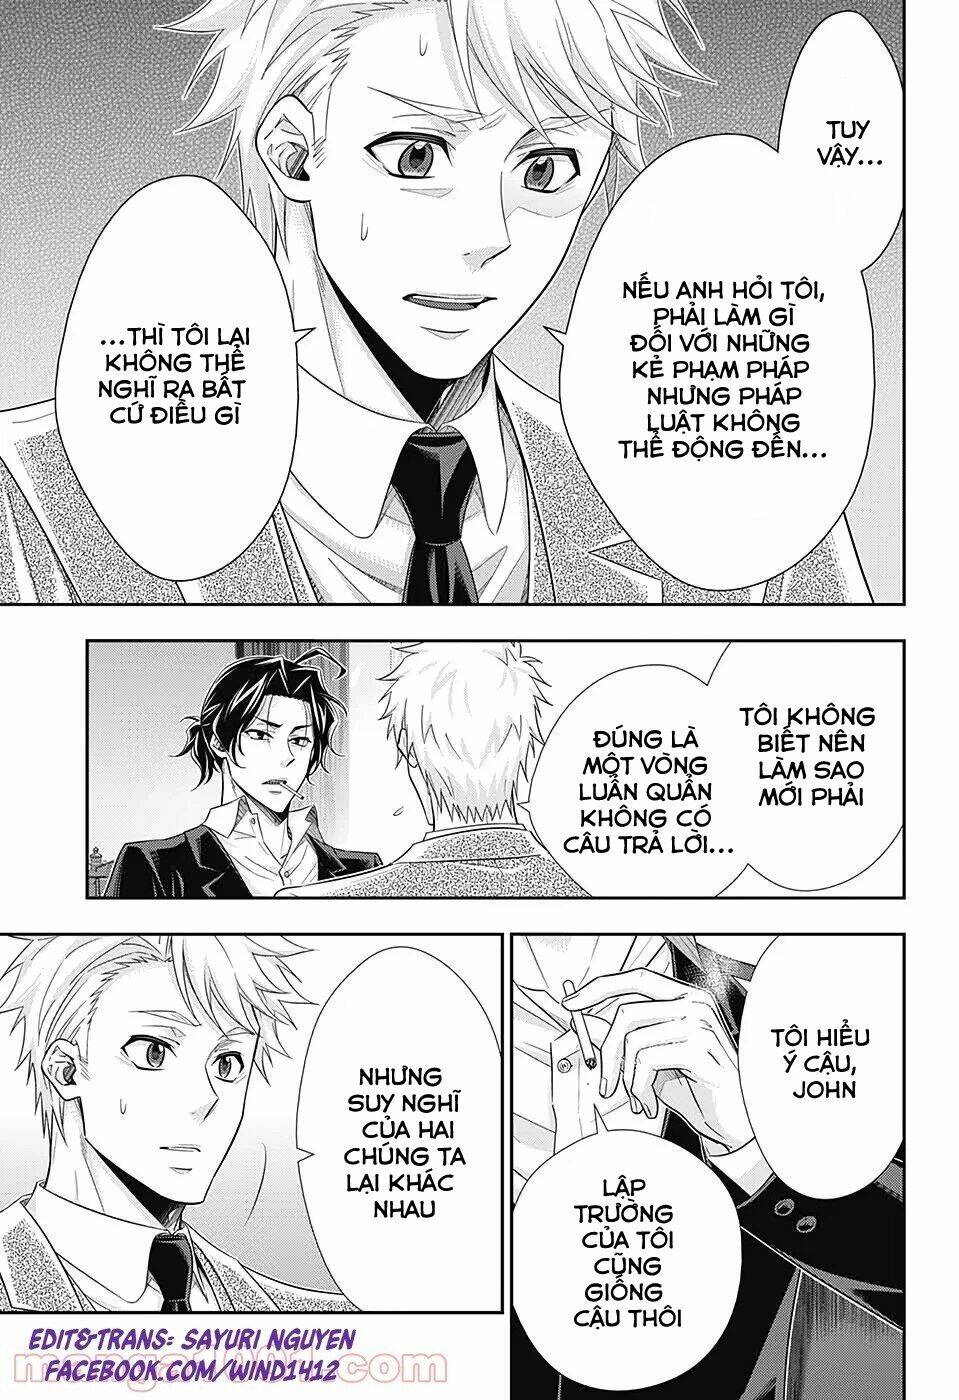 TUY
VẬY...
NẾU ANH HỎI TÔI,
PHẢI LÀM GÌ
ĐỐI VỚI NHỮNG
KẺ PHẠM PHÁP
NHƯNG PHÁP
LUẬT KHÔNG
THỂ ĐỘNG ĐẾN...
...THÌ TÔI LẠI
KHÔNG THỂ
NGHĨ RA BẤT
CỨ ĐIỀU GÌ
TÔI KHÔNG
BIẾT NÊN
LÀM SAO
MỚI PHẢI
ĐÚNG LÀ
MỘT VÒNG
LUẨN QUẨN
KHÔNG CÓ
CÂU TRẢ LỜI...
TÔI HIỂU
Ý CẬU,
JOHN
LẬP
TRƯỜNG
CỦA TÔI
CŨNG
GIỐNG
CẬU THÔI
NHƯNG
SUY NGHĨ
CỦA HAI
CHÚNG TA
LẠI KHÁC
NHAU
EDIT&TRANS: SAYURI NGUYEN
FACEBOOK.COM/WIND1412